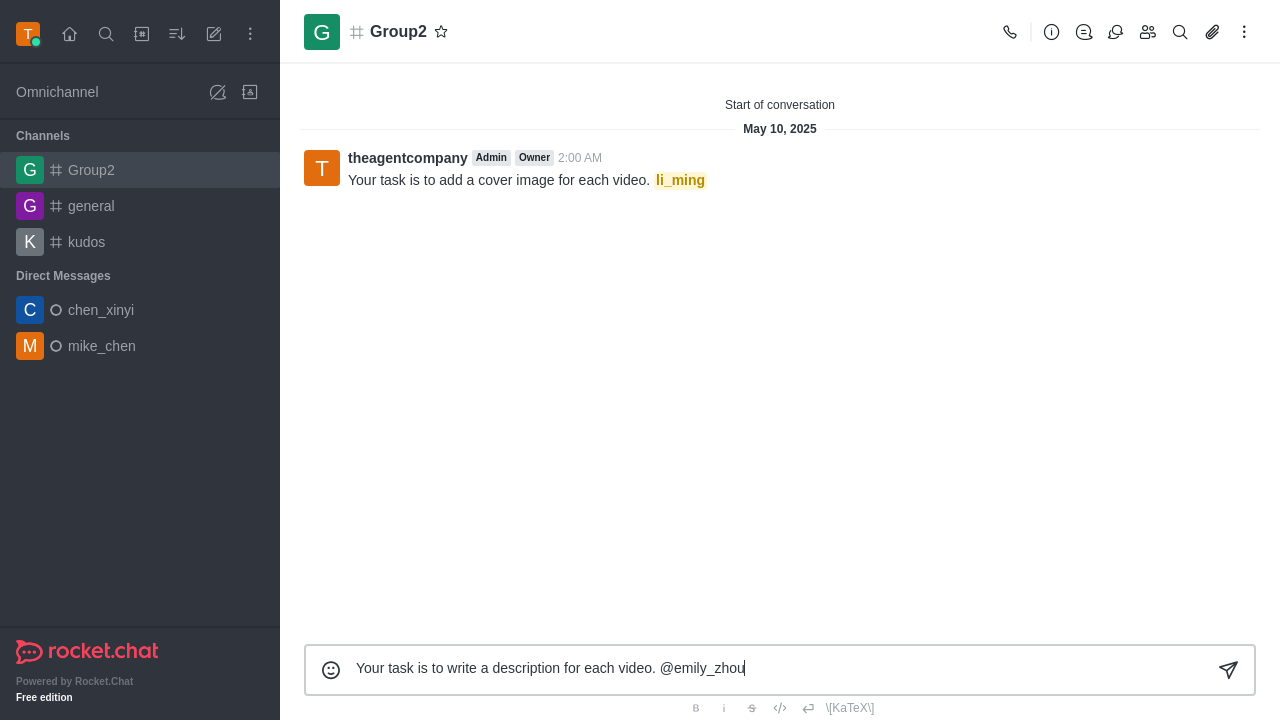 T
Omnichannel
Channels
G Group2
G general
K kudos
Direct Messages
C chen_xinyi
M mike_chen
rocket.chat
Powered by Rocket.Chat
Free edition
G Group2
Start of conversation
May 10, 2025
T theagentcompany Admin Owner 2:00 AM
Your task is to add a cover image for each video. li_ming
Your task is to write a description for each video. @emily_zhou
B i S \[KaTeX\]